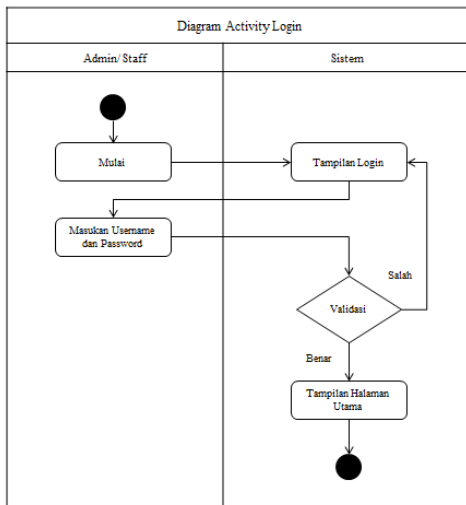 Diagram Activity Login
Admin/ Staff
Sistem
Mulai
Tampilan Login
Masukan Username
dan Password
Salah
Validasi
Benar
Tampilan Halaman
Utama